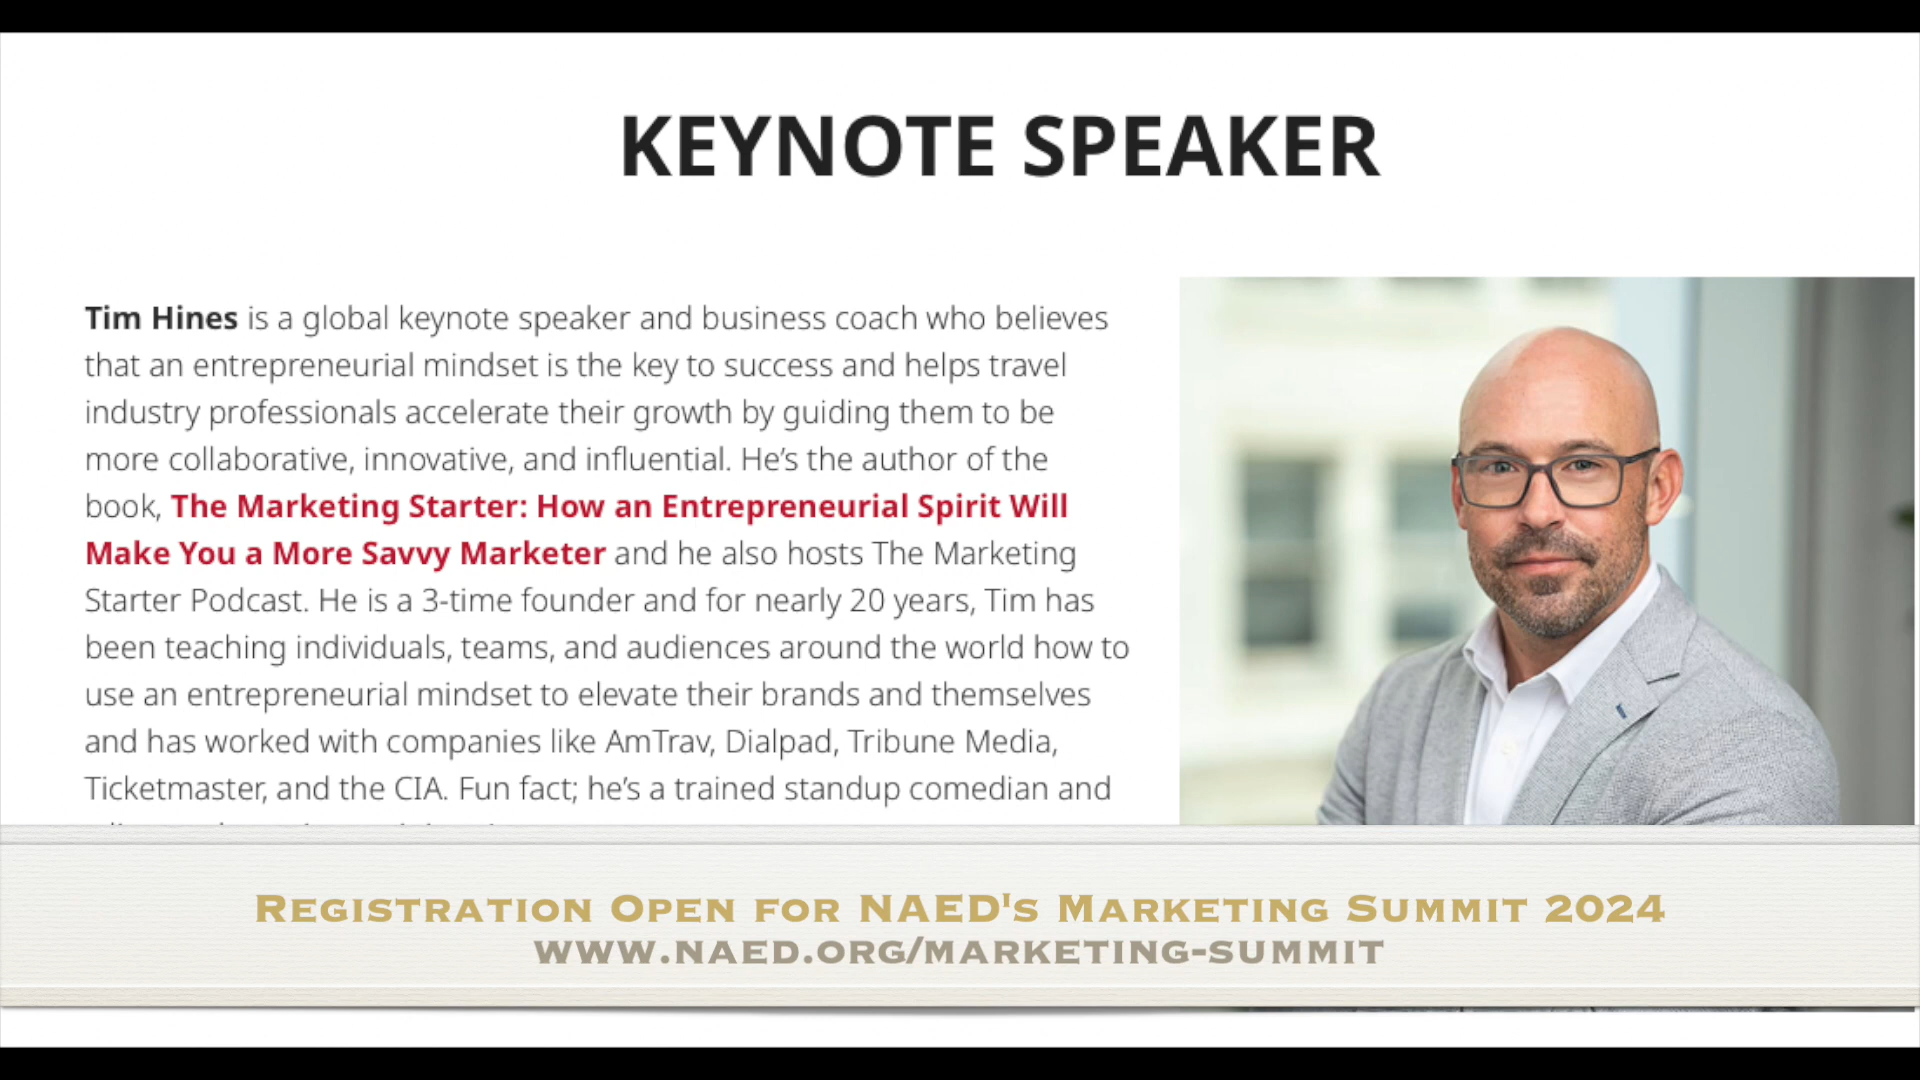 KEYNOTE SPEAKER
Tim Hines is a global keynote speaker and business coach who believes
that an entrepreneurial mindset is the key to success and helps travel
industry professionals accelerate their growth by guiding them to be
more collaborative, innovative, and influential. He’s the author of the
book, The Marketing Starter: How an Entrepreneurial Spirit Will
Make You a More Savvy Marketer and he also hosts The Marketing
Starter Podcast. He is a 3-time founder and for nearly 20 years, Tim has
been teaching individuals, teams, and audiences around the world how to
use an entrepreneurial mindset to elevate their brands and themselves
and has worked with companies like AmTrav, Dialpad, Tribune Media,
Ticketmaster, and the CIA. Fun fact; he’s a trained standup comedian and
Registration Open for NAED's Marketing Summit 2024
www.naed.org/marketing-summit